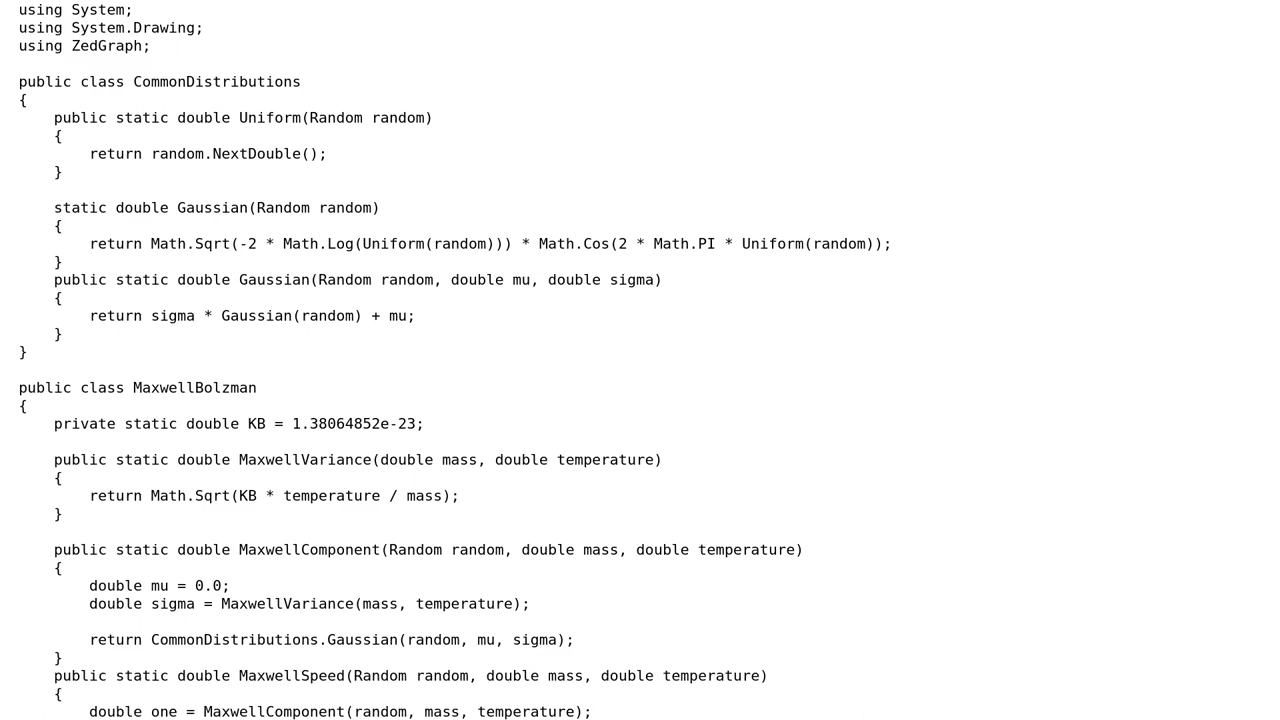 using System;
using System.Drawing;
using ZedGraph;

public class CommonDistributions
{
    public static double Uniform(Random random)
    {
        return random.NextDouble();
    }

    static double Gaussian(Random random)
    {
        return Math.Sqrt(-2 * Math.Log(Uniform(random))) * Math.Cos(2 * Math.PI * Uniform(random));
    }
    public static double Gaussian(Random random, double mu, double sigma)
    {
        return sigma * Gaussian(random) + mu;
    }
}

public class MaxwellBolzman
{
    private static double KB = 1.38064852e-23;

    public static double MaxwellVariance(double mass, double temperature)
    {
        return Math.Sqrt(KB * temperature / mass);
    }

    public static double MaxwellComponent(Random random, double mass, double temperature)
    {
        double mu = 0.0;
        double sigma = MaxwellVariance(mass, temperature);

        return CommonDistributions.Gaussian(random, mu, sigma);
    }
    public static double MaxwellSpeed(Random random, double mass, double temperature)
    {
        double one = MaxwellComponent(random, mass, temperature);